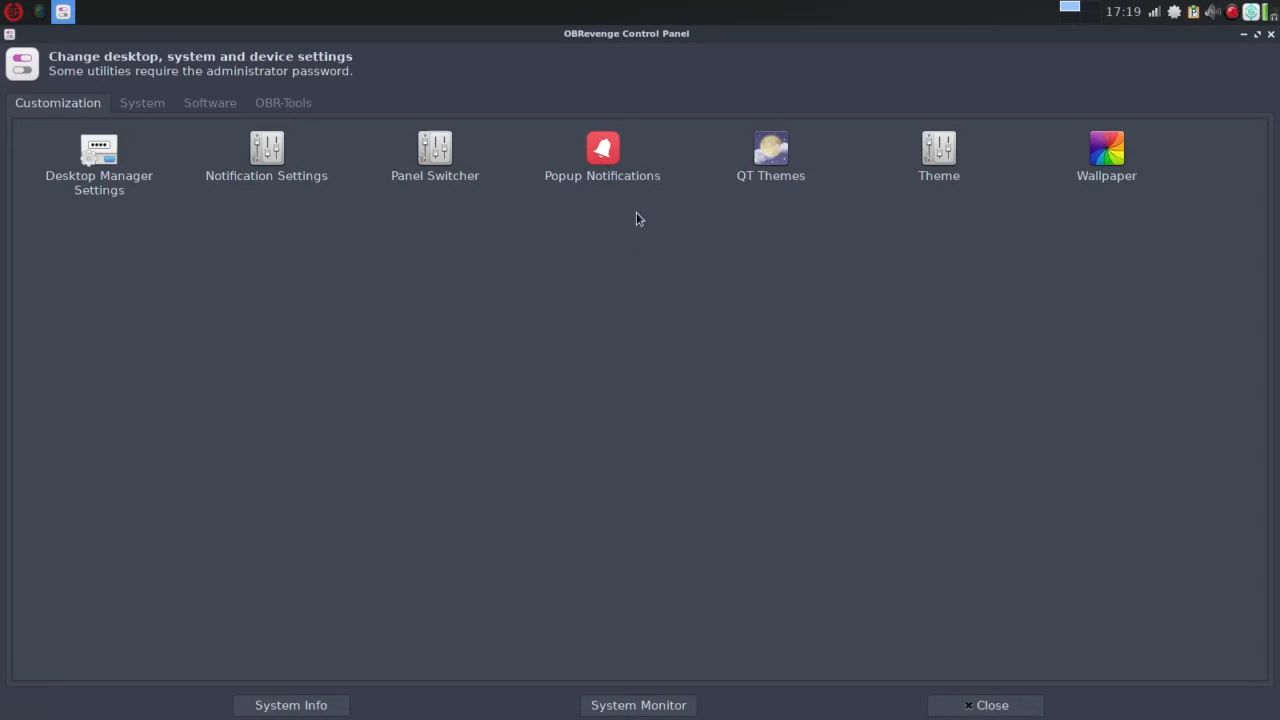 17:19
OBRevenge Control Panel
Change desktop, system and device settings
Some utilities require the administrator password.
Customization System Software OBR-Tools
Desktop Manager Settings
Notification Settings
Panel Switcher
Popup Notifications
QT Themes
Theme
Wallpaper
System Info
System Monitor
Close